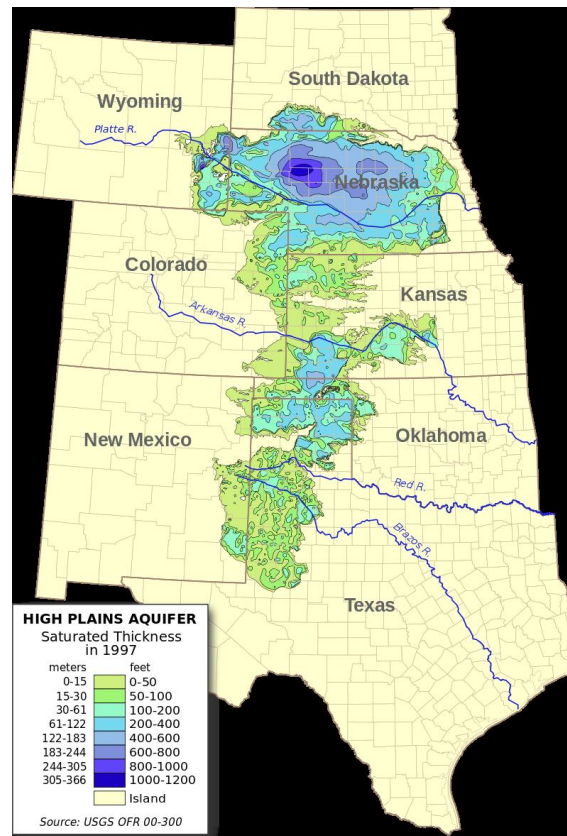 South Dakota
Wyoming
Platte R.
Nebraska
Colorado
Kansas
Arkansas R.
New Mexico
Oklahoma
Red R.
Brazos R.
Texas
HIGH PLAINS AQUIFER
Saturated Thickness
in 1997
meters feet
0-15 0-50
15-30 50-100
30-61 100-200
61-122 200-400
122-183 400-600
183-244 600-800
244-305 800-1000
305-366 1000-1200
Island
Source: USGS OFR 00-300